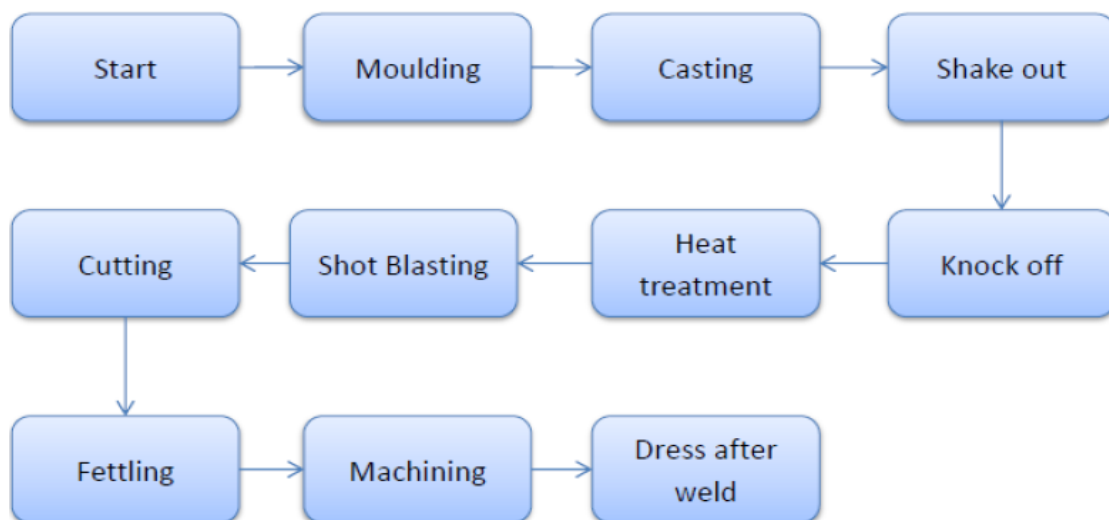 Start
Moulding
Casting
Shake out
Knock off
Heat
treatment
Shot Blasting
Cutting
Fettling
Machining
Dress after
weld